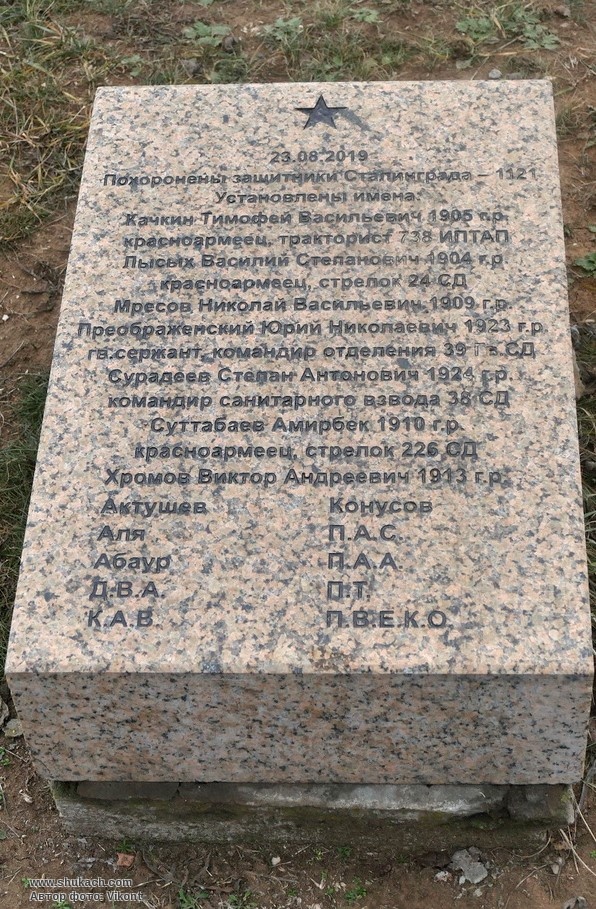 23.08.2019
Похоронены защитники Сталинграда – 1121
Установлены имена:
Качкин Тимофей Васильевич 1905 г.р.
красноармеец, тракторист 738 ИПТАП
Лысых Василий Степанович 1904 г.р.
красноармеец, стрелок 24 СД
Мресов Николай Васильевич 1909 г.р.
Преображенский Юрий Николаевич 1923 г.р.
гв.сержант, командир отделения 39 Гв.СД
Сурадеев Степан Антонович 1924 г.р.
командир санитарного взвода 38 СД
Суттабаев Амирбек 1910 г.р.
красноармеец, стрелок 226 СД
Хромов Виктор Андреевич 1913 г.р.
Актушев Конусов
Аля П.А.С.
Абаур П.А.А.
Д.В.А. П.Т.
К.А.В. П.В.Е.К.О.
www.shukach.com
Автор фото: Vikont